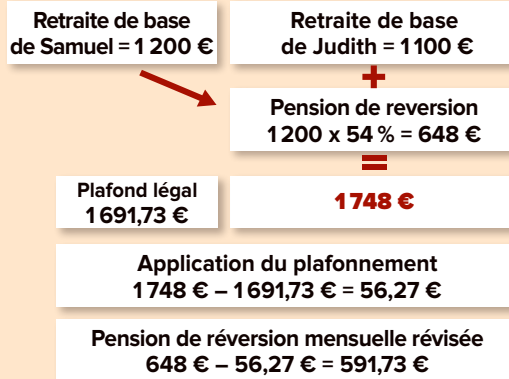 Retraite de base
de Samuel = 1 200 €
Retraite de base
de Judith = 1 100 €
+
Pension de reversion
1 200 x 54 % = 648 €
=
Plafond légal
1 691,73 €
1 748 €
Application du plafonnement
1 748 € – 1 691,73 € = 56,27 €
Pension de réversion mensuelle révisée
648 € – 56,27 € = 591,73 €